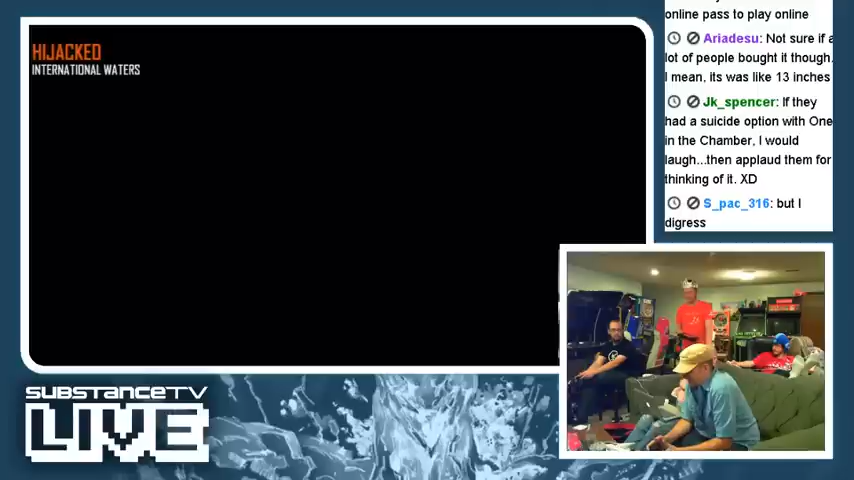 HIJACKED
INTERNATIONAL WATERS
online pass to play online
Ariadesu: Not sure if a
lot of people bought it though.
I mean, its was like 13 inches
Jk_spencer: If they
had a suicide option with One
in the Chamber, I would
laugh...then applaud them for
thinking of it. XD
S_pac_316: but I
digress
SUBSTANCETV
LIVE